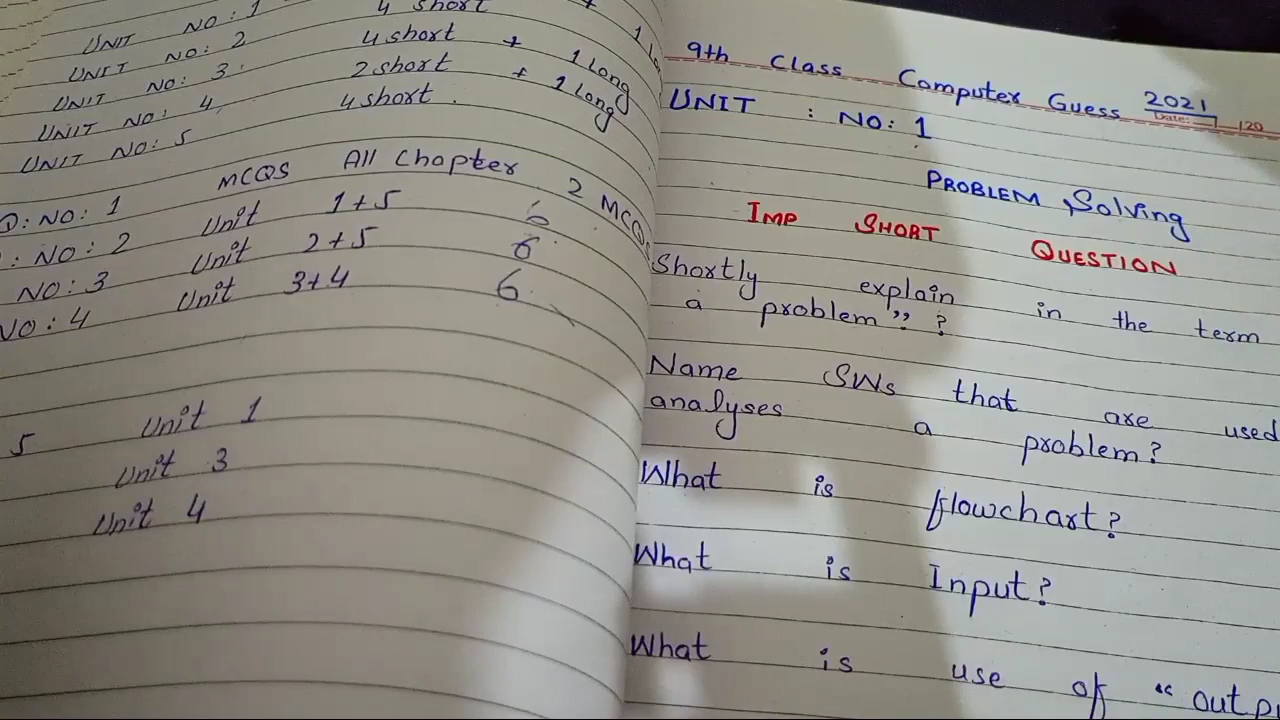 UNIT NO: 1 4 short + 1 lo
UNIT NO: 2 4 short + 1 long
UNIT NO: 3 2 short + 1 long
UNIT NO: 4 4 short
UNIT NO: 5
MCQS All Chapter 2 MCQs
Q: NO: 1 Unit 1+5 6
: NO: 2 Unit 2+5 6
NO: 3 Unit 3+4 6
NO: 4
5 Unit 1
Unit 3
Unit 4
9th Class Computer Guess 2021
Date: 120
UNIT : NO: 1
PROBLEM Solving
IMP SHORT QUESTION
Shortly explain in the term
a problem” ?
Name SWs that are used
analyses a problem?
What is flowchart?
What is Input?
What is use of “outp